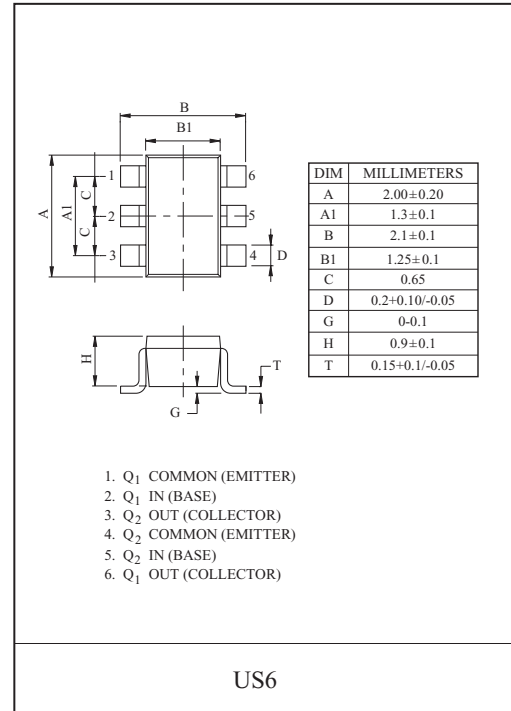 B
B1
1
6
A
A1
C
2
5
C
3
4
D
H
G
T
DIM MILLIMETERS
A 2.00±0.20
A1 1.3±0.1
B 2.1±0.1
B1 1.25±0.1
C 0.65
D 0.2+0.10/-0.05
G 0-0.1
H 0.9±0.1
T 0.15+0.1/-0.05
1. Q₁ COMMON (EMITTER)
2. Q₁ IN (BASE)
3. Q₂ OUT (COLLECTOR)
4. Q₂ COMMON (EMITTER)
5. Q₂ IN (BASE)
6. Q₁ OUT (COLLECTOR)
US6